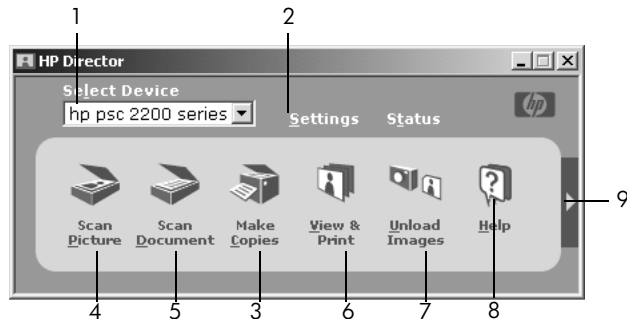 1 2
HP Director
Select Device
hp psc 2200 series
Settings Status
hp
9
Scan Picture
Scan Document
Make Copies
View & Print
Unload Images
Help
4 5 3 6 7 8